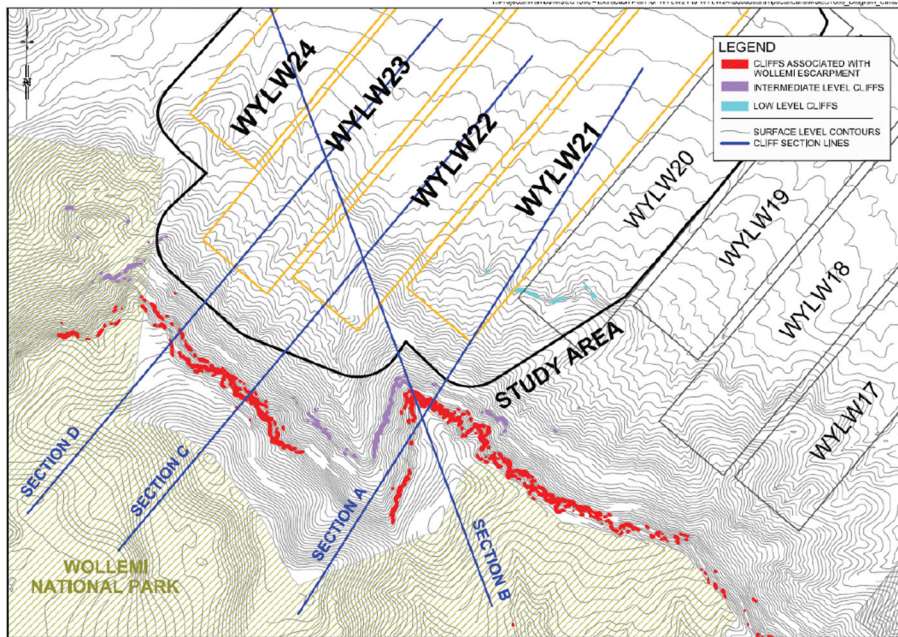 LEGEND
CLIFFS ASSOCIATED WITH
WOLLEMI ESCARPMENT
INTERMEDIATE LEVEL CLIFFS
LOW LEVEL CLIFFS
SURFACE LEVEL CONTOURS
CLIFF SECTION LINES
WYLW24
WYLW23
WYLW22
WYLW21
WYLW20
WYLW19
WYLW18
WYLW17
STUDY AREA
SECTION D
SECTION C
SECTION A
SECTION B
WOLLEMI
NATIONAL PARK